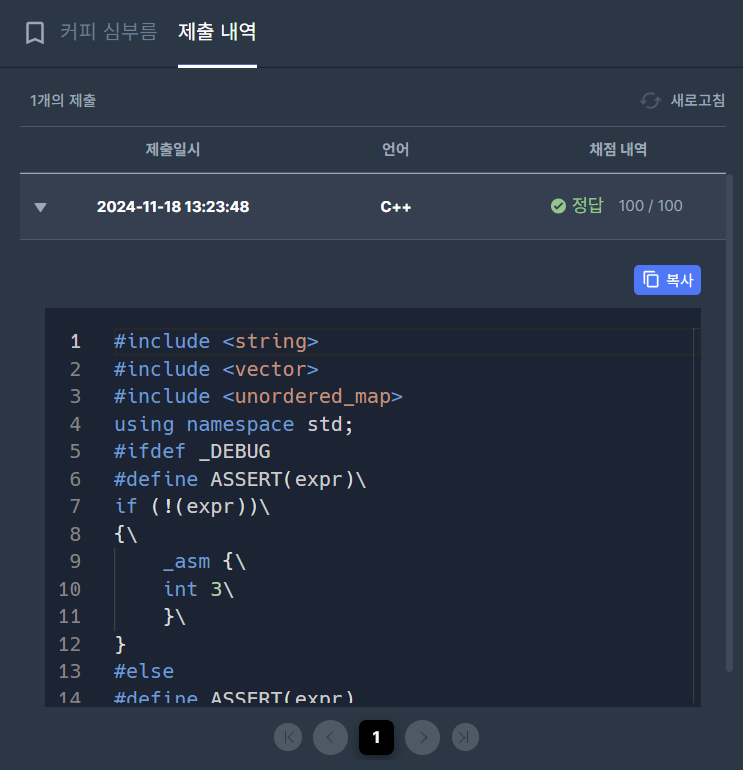 커피 심부름 제출 내역
1개의 제출 새로고침
제출일시 언어 채점 내역
2024-11-18 13:23:48 C++ 정답 100 / 100
복사
1 #include <string>
2 #include <vector>
3 #include <unordered_map>
4 using namespace std;
5 #ifdef _DEBUG
6 #define ASSERT(expr)\
7 if (!(expr))\
8 {\
9 _asm {\
10 int 3\
11 }\
12 }
13 #else
14 #define ASSERT(expr)
1